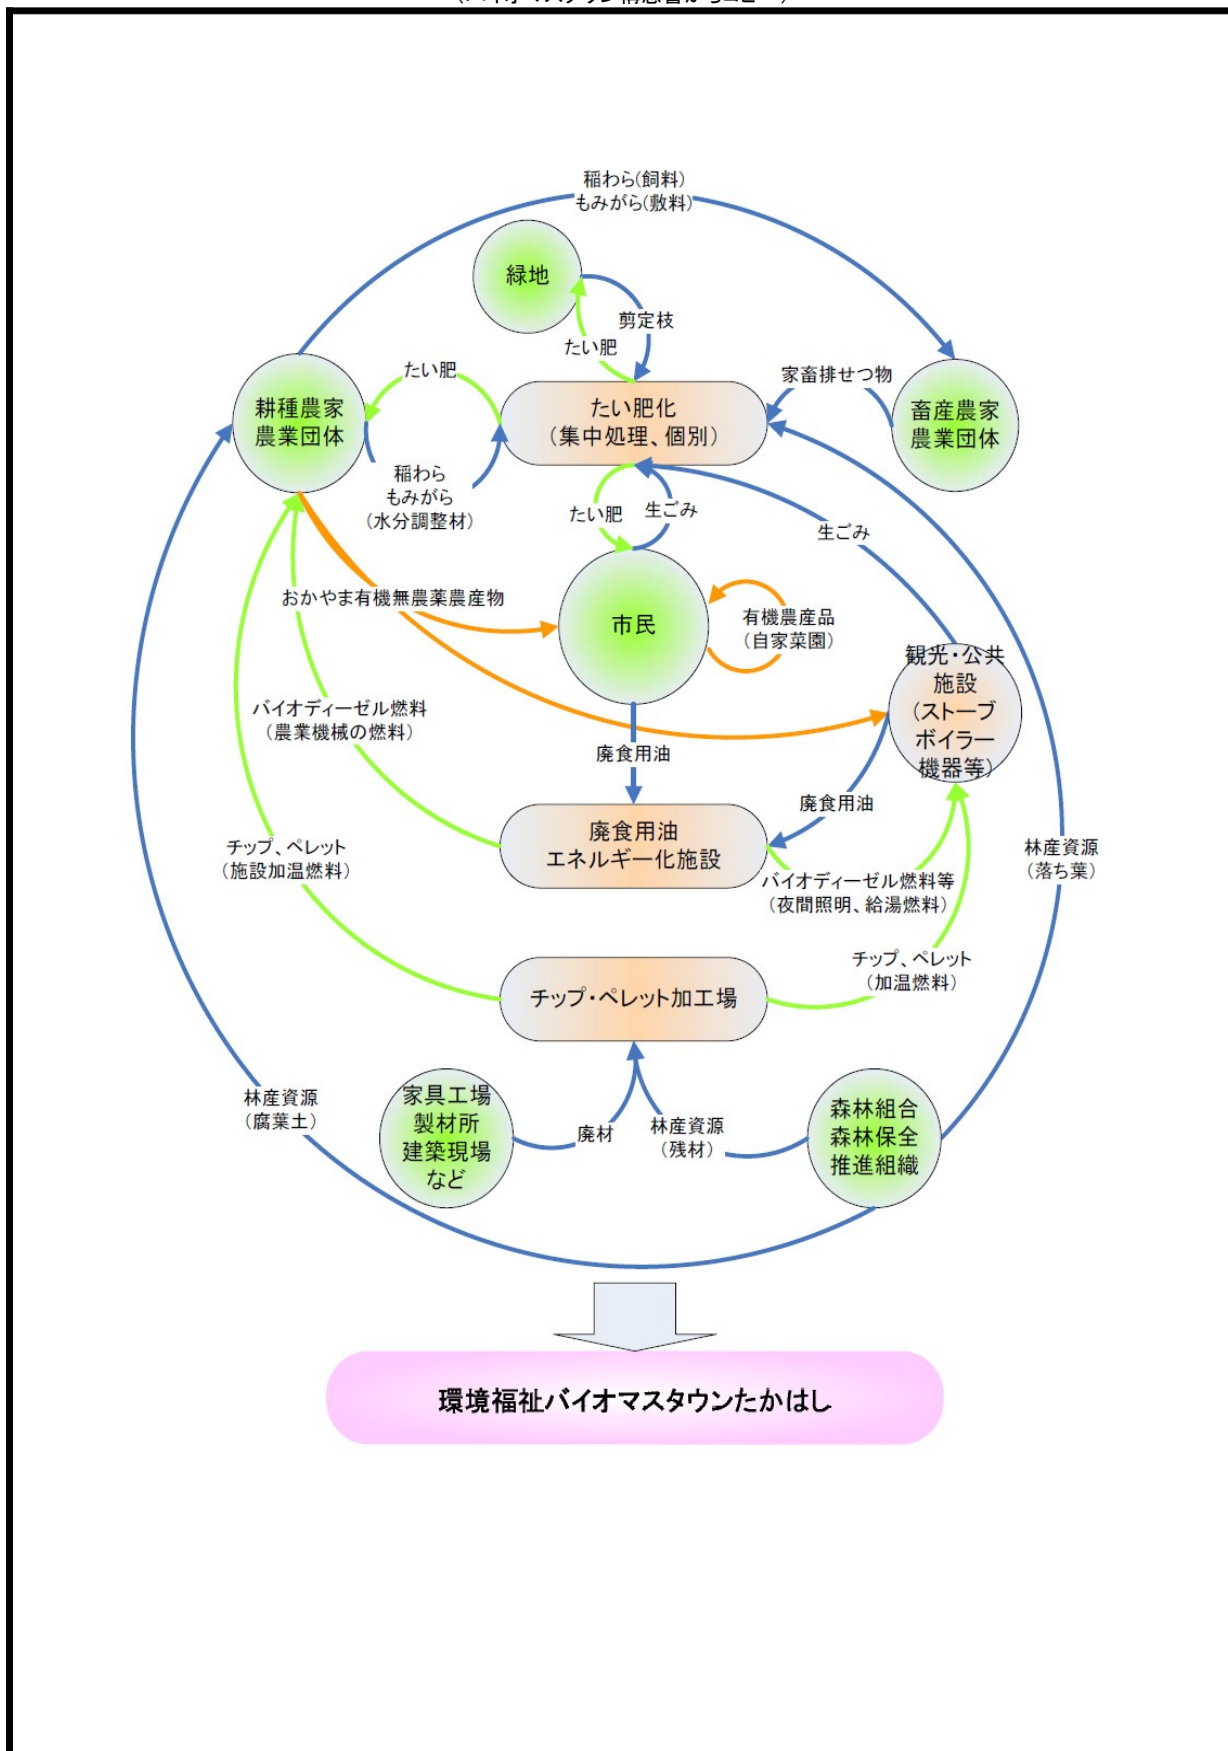 稲わら(飼料)
もみがら(敷料)
緑地
剪定枝
たい肥
たい肥
家畜排せつ物
耕種農家
農業団体
たい肥化
(集中処理、個別)
畜産農家
農業団体
稲わら
もみがら
(水分調整材)
たい肥
生ごみ
生ごみ
おかやま有機無農薬農産物
市民
有機農産品
(自家菜園)
観光・公共
施設
(ストーブ
ボイラー
機器等)
バイオディーゼル燃料
(農業機械の燃料)
廃食用油
廃食用油
廃食用油
エネルギー化施設
チップ、ペレット
(施設加温燃料)
林産資源
(落ち葉)
バイオディーゼル燃料等
(夜間照明、給湯燃料)
チップ、ペレット
(加温燃料)
チップ・ペレット加工場
林産資源
(腐葉土)
家具工場
製材所
建築現場
など
廃材
林産資源
(残材)
森林組合
森林保全
推進組織
環境福祉バイオマスタウンたかはし